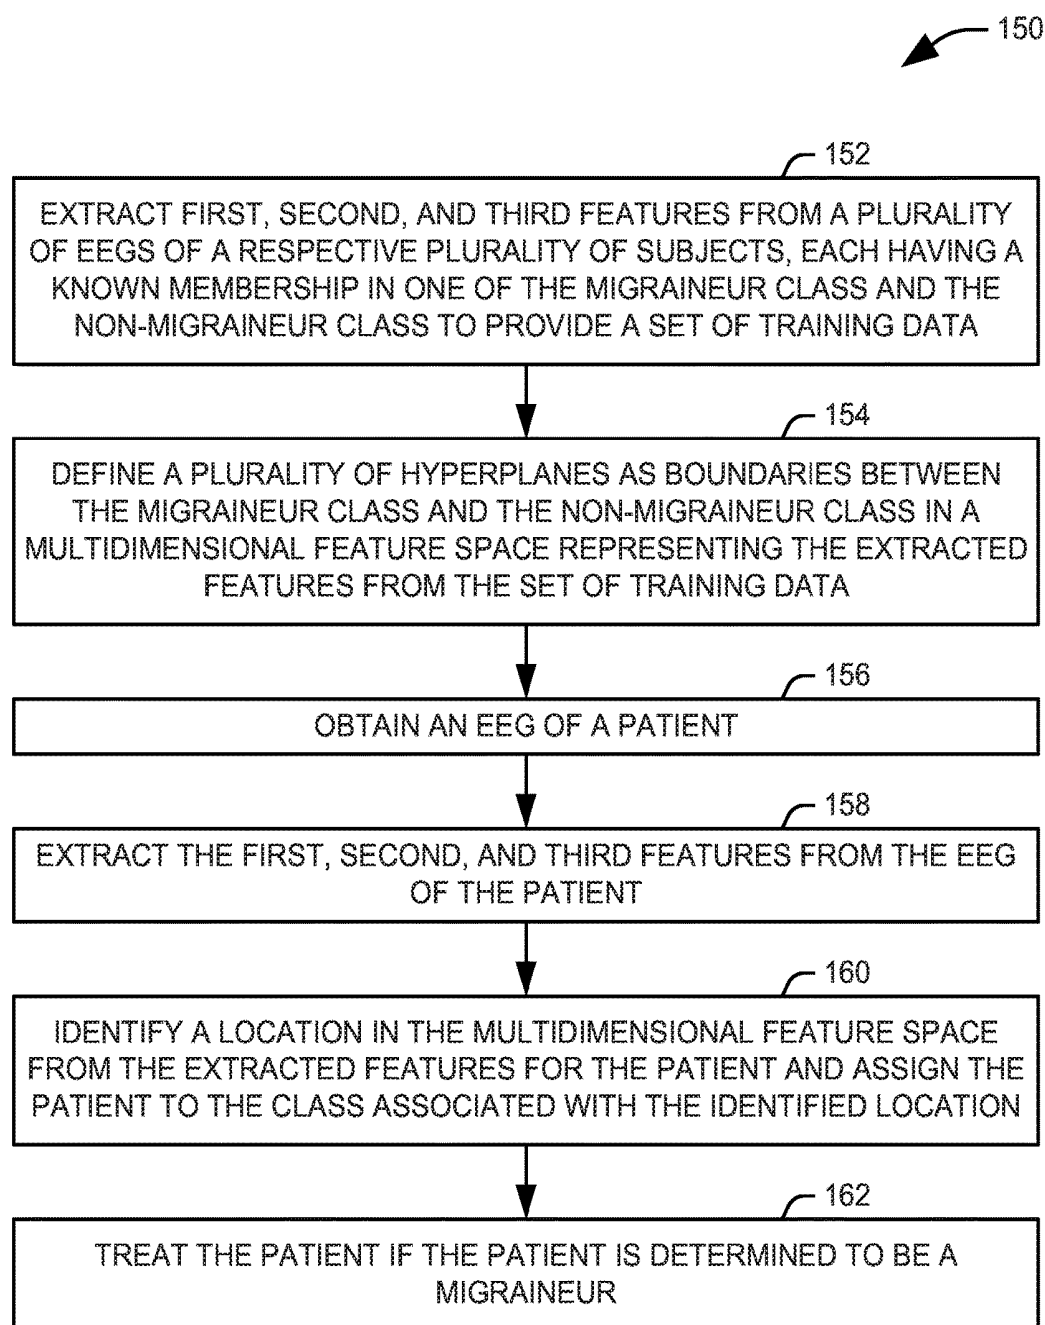 150
152
EXTRACT FIRST, SECOND, AND THIRD FEATURES FROM A PLURALITY
OF EEGS OF A RESPECTIVE PLURALITY OF SUBJECTS, EACH HAVING A
KNOWN MEMBERSHIP IN ONE OF THE MIGRAINEUR CLASS AND THE
NON-MIGRAINEUR CLASS TO PROVIDE A SET OF TRAINING DATA
154
DEFINE A PLURALITY OF HYPERPLANES AS BOUNDARIES BETWEEN
THE MIGRAINEUR CLASS AND THE NON-MIGRAINEUR CLASS IN A
MULTIDIMENSIONAL FEATURE SPACE REPRESENTING THE EXTRACTED
FEATURES FROM THE SET OF TRAINING DATA
156
OBTAIN AN EEG OF A PATIENT
158
EXTRACT THE FIRST, SECOND, AND THIRD FEATURES FROM THE EEG
OF THE PATIENT
160
IDENTIFY A LOCATION IN THE MULTIDIMENSIONAL FEATURE SPACE
FROM THE EXTRACTED FEATURES FOR THE PATIENT AND ASSIGN THE
PATIENT TO THE CLASS ASSOCIATED WITH THE IDENTIFIED LOCATION
162
TREAT THE PATIENT IF THE PATIENT IS DETERMINED TO BE A
MIGRAINEUR